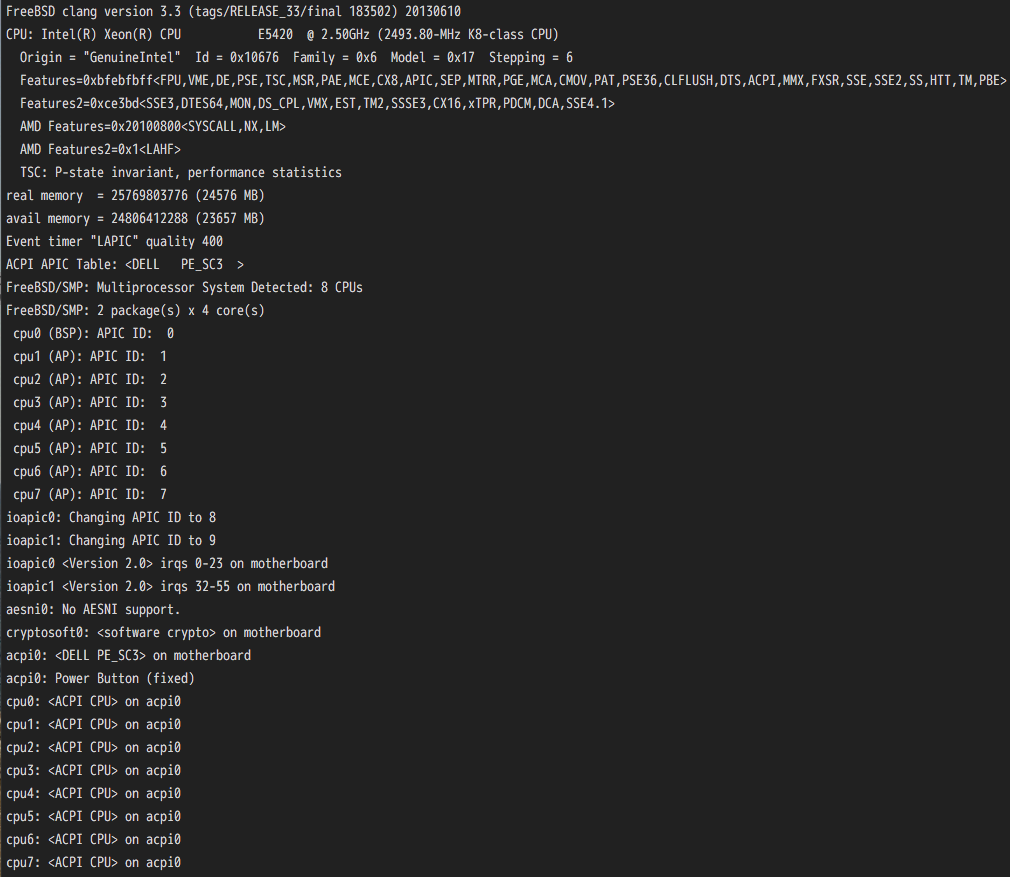 FreeBSD clang version 3.3 (tags/RELEASE_33/final 183502) 20130610
CPU: Intel(R) Xeon(R) CPU           E5420  @ 2.50GHz (2493.80-MHz K8-class CPU)
  Origin = "GenuineIntel"  Id = 0x10676  Family = 0x6  Model = 0x17  Stepping = 6
  Features=0xbfebfbff<FPU,VME,DE,PSE,TSC,MSR,PAE,MCE,CX8,APIC,SEP,MTRR,PGE,MCA,CMOV,PAT,PSE36,CLFLUSH,DTS,ACPI,MMX,FXSR,SSE,SSE2,SS,HTT,TM,PBE>
  Features2=0xce3bd<SSE3,DTES64,MON,DS_CPL,VMX,EST,TM2,SSSE3,CX16,xTPR,PDCM,DCA,SSE4.1>
  AMD Features=0x20100800<SYSCALL,NX,LM>
  AMD Features2=0x1<LAHF>
  TSC: P-state invariant, performance statistics
real memory  = 25769803776 (24576 MB)
avail memory = 24806412288 (23657 MB)
Event timer "LAPIC" quality 400
ACPI APIC Table: <DELL   PE_SC3  >
FreeBSD/SMP: Multiprocessor System Detected: 8 CPUs
FreeBSD/SMP: 2 package(s) x 4 core(s)
 cpu0 (BSP): APIC ID:  0
 cpu1 (AP): APIC ID:  1
 cpu2 (AP): APIC ID:  2
 cpu3 (AP): APIC ID:  3
 cpu4 (AP): APIC ID:  4
 cpu5 (AP): APIC ID:  5
 cpu6 (AP): APIC ID:  6
 cpu7 (AP): APIC ID:  7
ioapic0: Changing APIC ID to 8
ioapic1: Changing APIC ID to 9
ioapic0 <Version 2.0> irqs 0-23 on motherboard
ioapic1 <Version 2.0> irqs 32-55 on motherboard
aesni0: No AESNI support.
cryptosoft0: <software crypto> on motherboard
acpi0: <DELL PE_SC3> on motherboard
acpi0: Power Button (fixed)
cpu0: <ACPI CPU> on acpi0
cpu1: <ACPI CPU> on acpi0
cpu2: <ACPI CPU> on acpi0
cpu3: <ACPI CPU> on acpi0
cpu4: <ACPI CPU> on acpi0
cpu5: <ACPI CPU> on acpi0
cpu6: <ACPI CPU> on acpi0
cpu7: <ACPI CPU> on acpi0